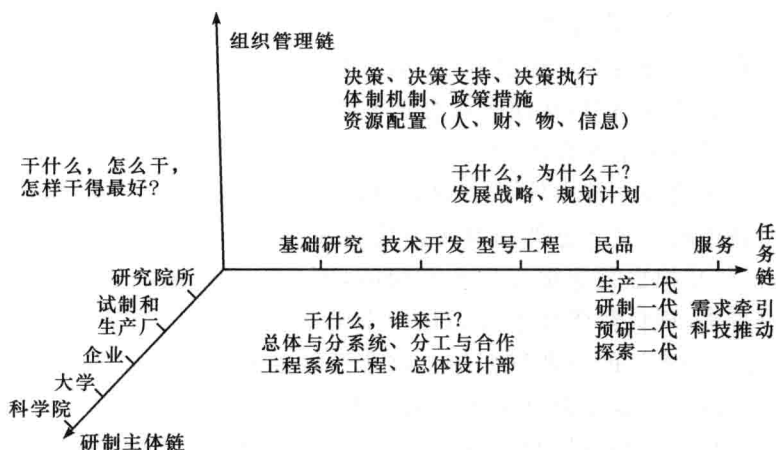 组织管理链
决策、决策支持、决策执行
体制机制、政策措施
资源配置（人、财、物、信息）
干什么，怎么干，
怎样干得最好？
干什么，为什么干？
发展战略、规划计划
基础研究 技术开发 型号工程 民品 服务
任务链
研究院所
试制和
生产厂
企业
大学
科学院
研制主体链
干什么，谁来干？
总体与分系统、分工与合作
工程系统工程、总体设计部
生产一代
研制一代
预研一代
探索一代
需求牵引
科技推动